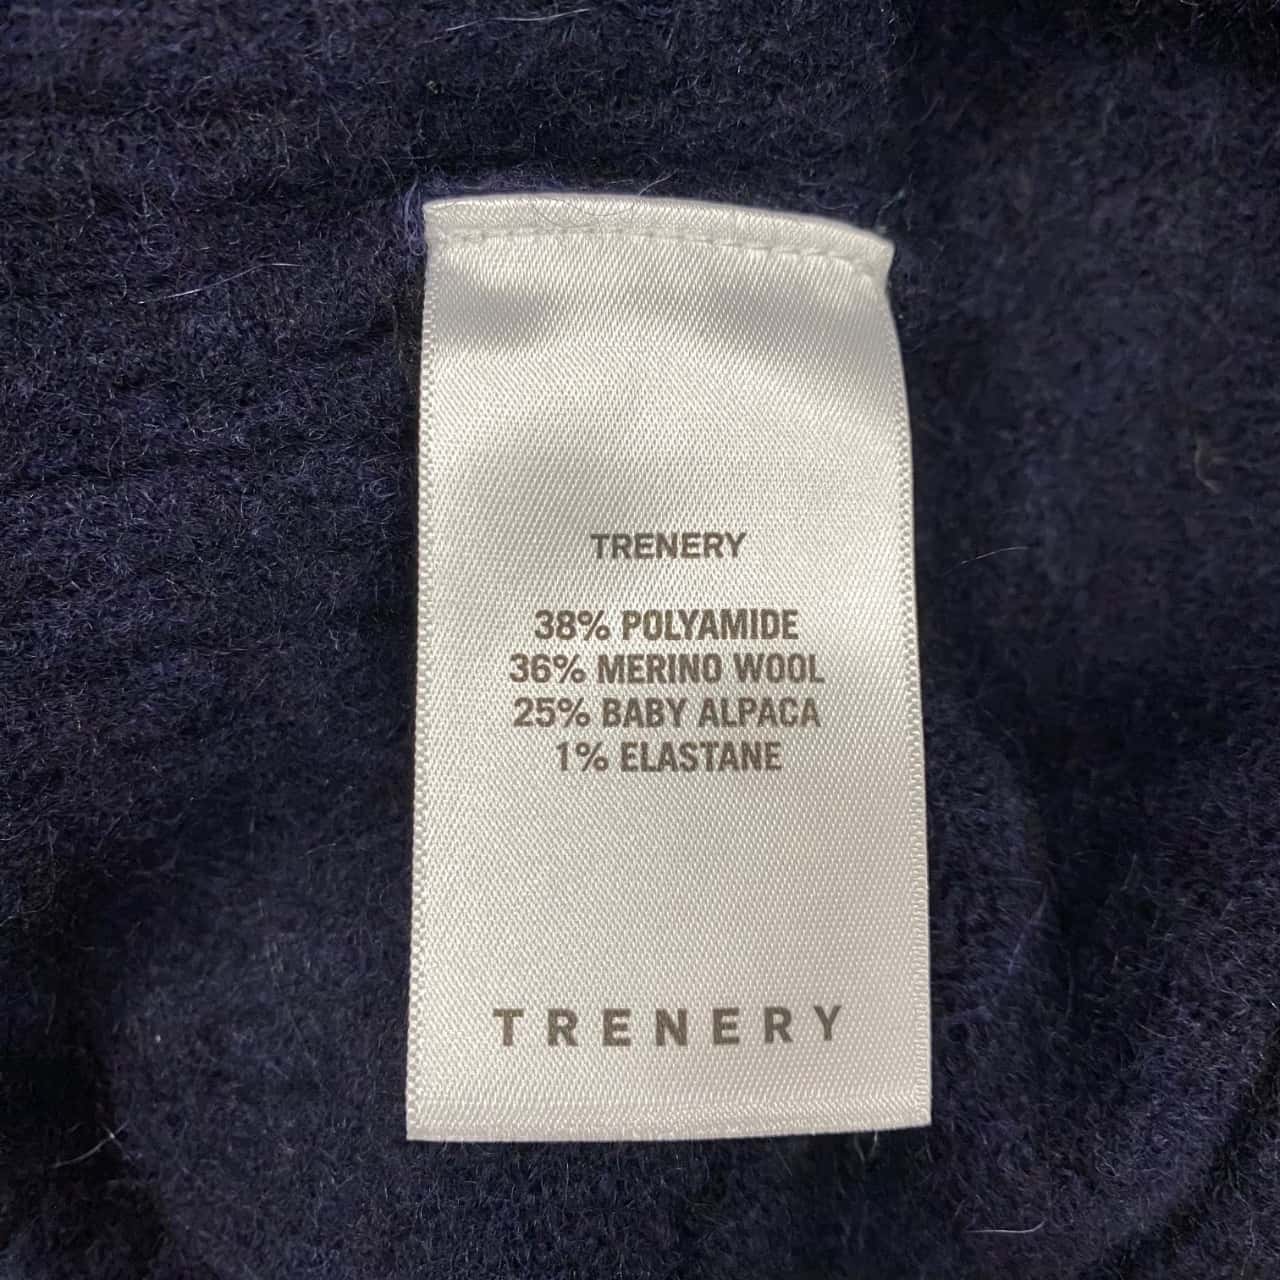 TRENERY
38% POLYAMIDE
36% MERINO WOOL
25% BABY ALPACA
1% ELASTANE
TRENERY